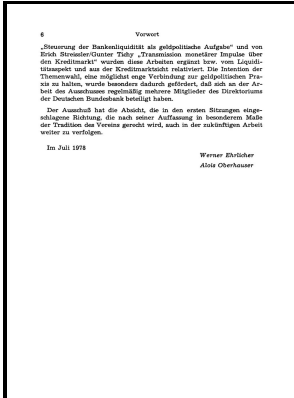 6 Vorwort
„Steuerung der Bankenliquidität als geldpolitische Aufgabe“ und von
Erich Streissler/Gunter Tichy „Transmission monetärer Impulse über
den Kreditmarkt“ wurden diese Arbeiten ergänzt bzw. vom Liquidi-
titsaspekt und aus der Kreditmarktsicht relativiert. Die Intention der
Themenwahl, eine möglichst enge Verbindung zur geldpolitischen Pra-
xis zu halten, wurde besonders dadurch gefördert, daß sich an der Ar-
beit des Ausschusses regelmäßig mehrere Mitglieder des Direktoriums
der Deutschen Bundesbank beteiligt haben.
Der Ausschuß hat die Absicht, die in den ersten Sitzungen einge-
schlagene Richtung, die nach seiner Auffassung in besonderem Maße
der Tradition des Vereins gerecht wird, auch in der zukünftigen Arbeit
weiter zu verfolgen.
Im Juli 1978
Werner Ehrlicher
Alois Oberhauser